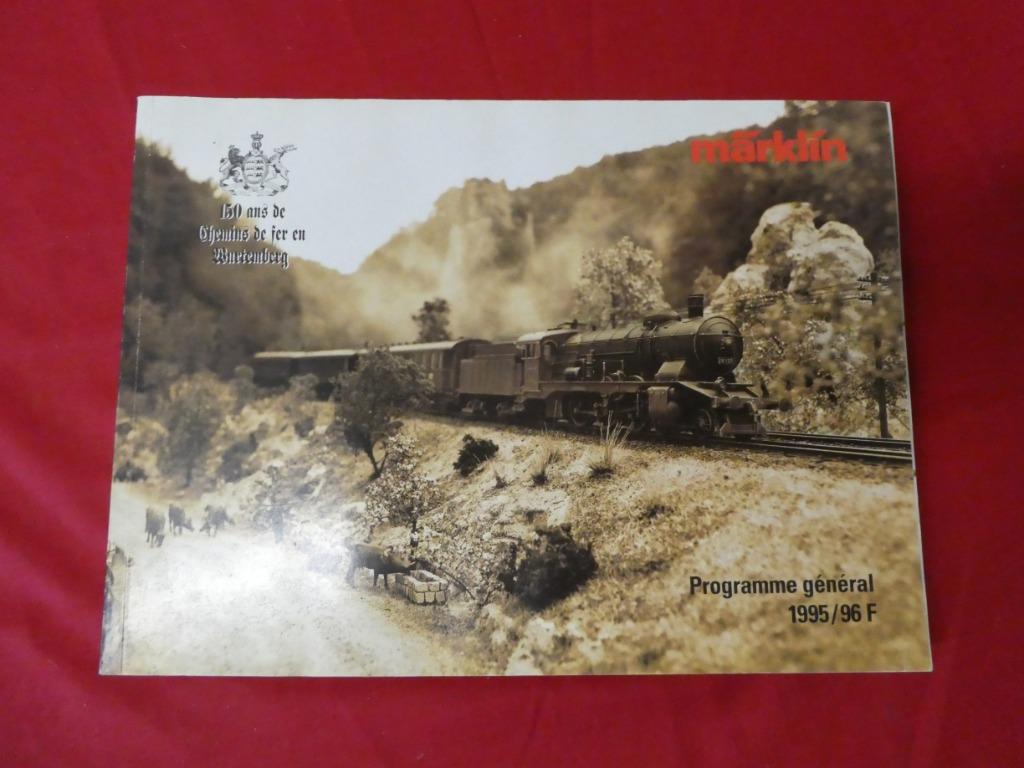 150 ans de
Chemins de fer en
Wurtemberg
märklin
Programme général
1995/96 F